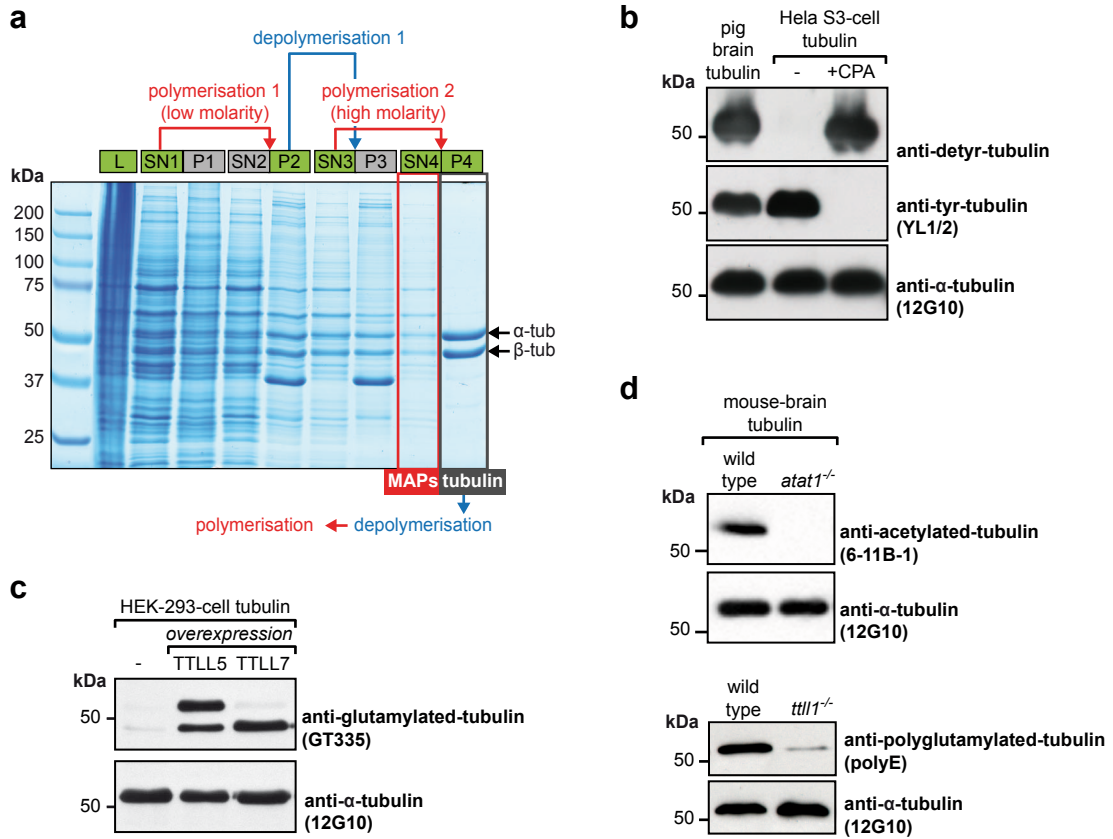 a
depolymerisation 1
polymerisation 1
(low molarity)
polymerisation 2
(high molarity)
L SN1 P1 SN2 P2 SN3 P3 SN4 P4
kDa
200
150
100
75
50
37
25
α-tub
β-tub
MAPs tubulin
polymerisation depolymerisation
b
pig
brain
tubulin
Hela S3-cell
tubulin
- +CPA
kDa
50
anti-detyr-tubulin
50
anti-tyr-tubulin
(YL1/2)
50
anti-α-tubulin
(12G10)
c
HEK-293-cell tubulin
overexpression
- TTLL5 TTLL7
kDa
50
anti-glutamylated-tubulin
(GT335)
50
anti-α-tubulin
(12G10)
d
mouse-brain
tubulin
wild
type
atat1-/-
kDa
50
anti-acetylated-tubulin
(6-11B-1)
50
anti-α-tubulin
(12G10)
wild
type
ttll1-/-
kDa
50
anti-polyglutamylated-tubulin
(polyE)
50
anti-α-tubulin
(12G10)